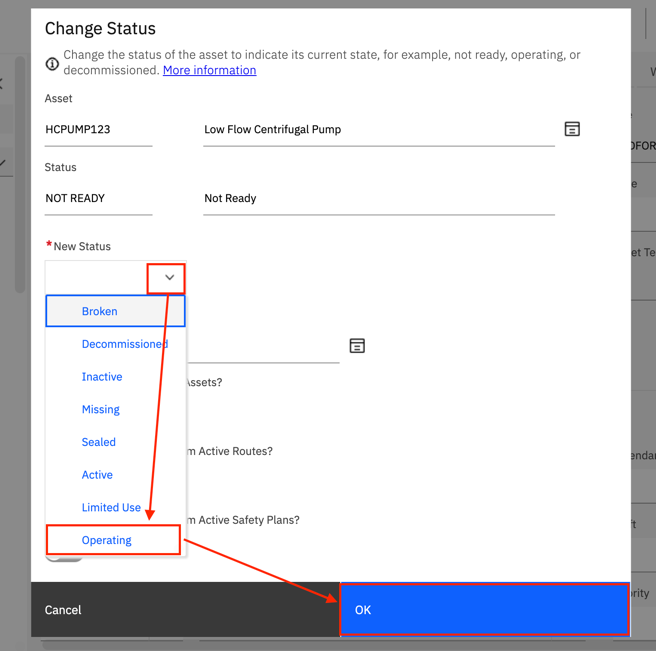 Change Status
Change the status of the asset to indicate its current state, for example, not ready, operating, or
decommissioned. More information
Asset
HCPUMP123 Low Flow Centrifugal Pump
Status
NOT READY Not Ready
*New Status
Broken
Decommissioned
Inactive
Missing
Assets?
Sealed
m Active Routes?
Active
Limited Use
m Active Safety Plans?
Operating
Cancel OK